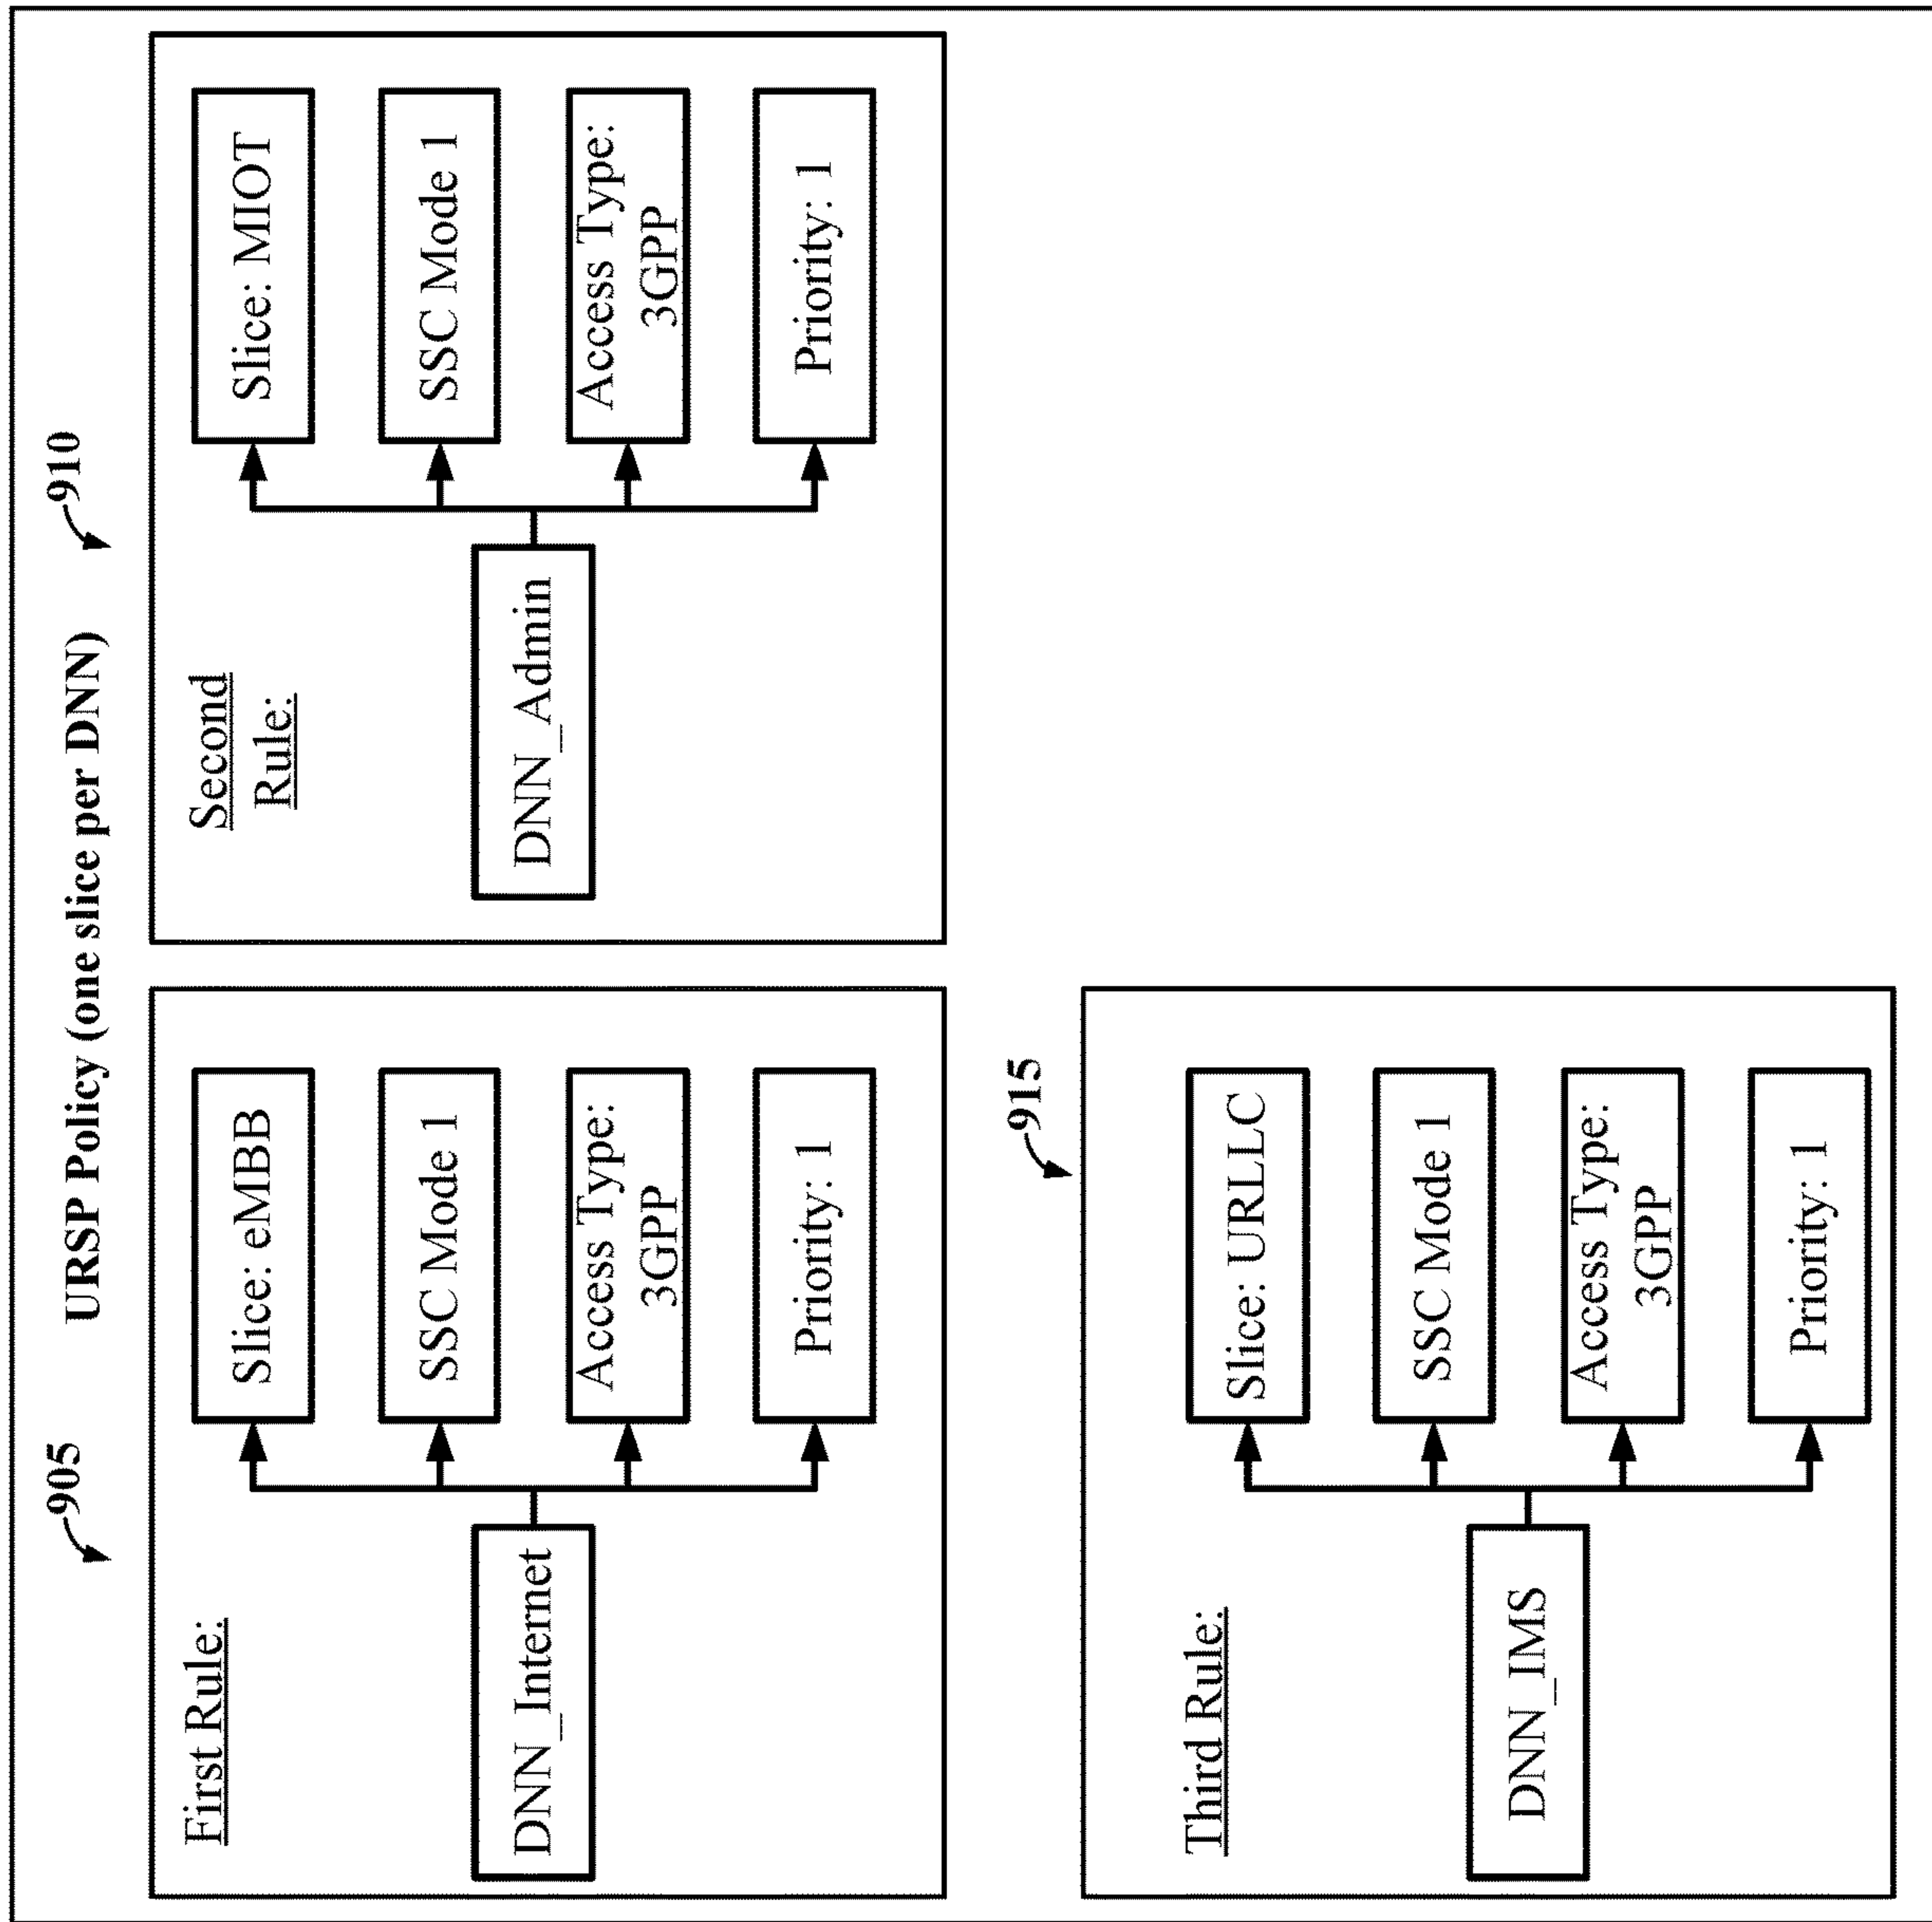 URSP Policy (one slice per DNN)
905
First Rule:
DNN_Internet
Slice: eMBB
SSC Mode 1
Access Type:
3GPP
Priority: 1
910
Second
Rule:
DNN_Admin
Slice: MIOT
SSC Mode 1
Access Type:
3GPP
Priority: 1
915
Third Rule:
DNN_IMS
Slice: URLLC
SSC Mode 1
Access Type:
3GPP
Priority: 1